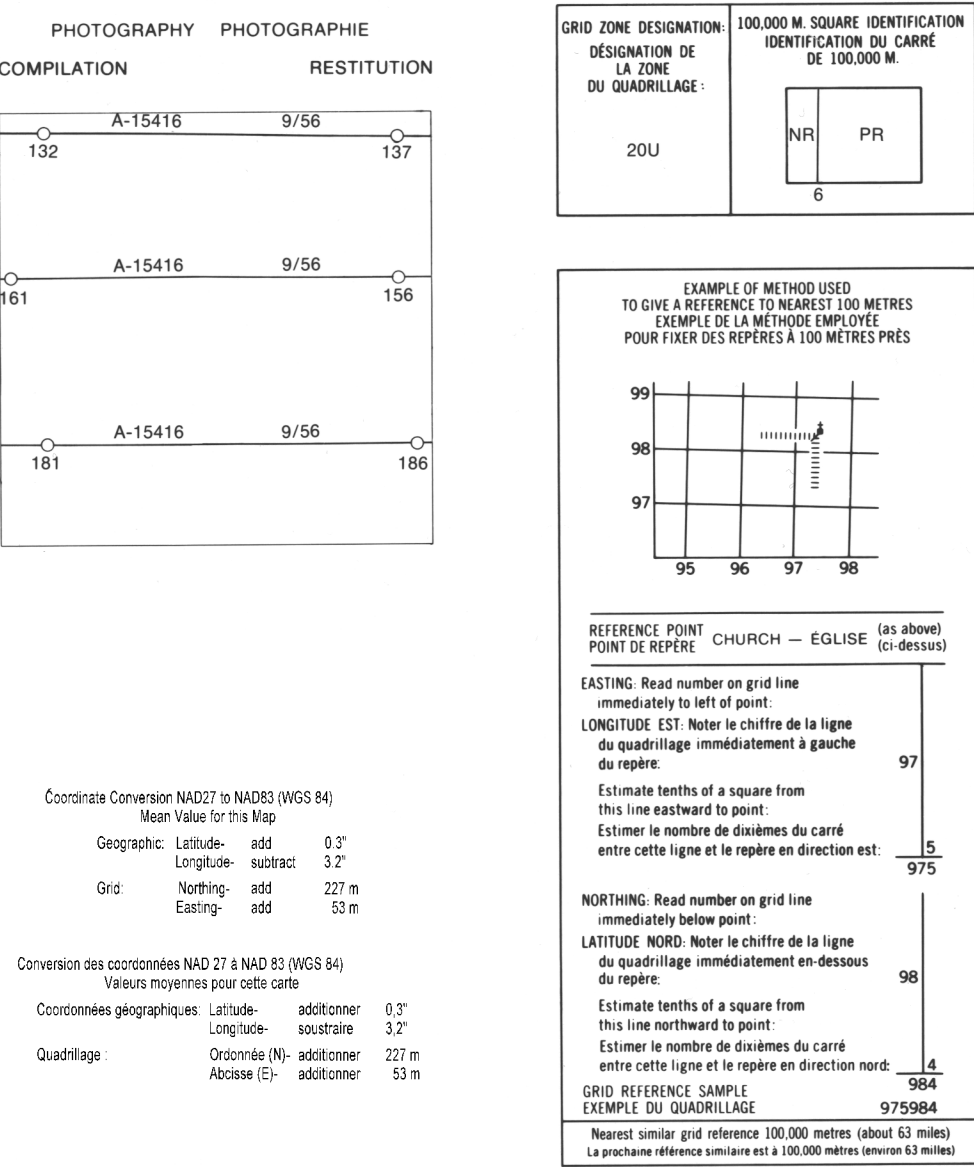 PHOTOGRAPHY PHOTOGRAPHIE
COMPILATION RESTITUTION
A-15416 9/56
132 137
A-15416 9/56
161 156
A-15416 9/56
181 186
Coordinate Conversion NAD27 to NAD83 (WGS 84)
Mean Value for this Map
Geographic: Latitude- add 0.3"
Longitude- subtract 3.2"
Grid: Northing- add 227 m
Easting- add 53 m
Conversion des coordonnées NAD 27 à NAD 83 (WGS 84)
Valeurs moyennes pour cette carte
Coordonnées géographiques: Latitude- additionner 0,3"
Longitude- soustraire 3,2"
Quadrillage : Ordonnée (N)- additionner 227 m
Abcisse (E)- additionner 53 m
GRID ZONE DESIGNATION:
DÉSIGNATION DE
LA ZONE
DU QUADRILLAGE :
20U
100,000 M. SQUARE IDENTIFICATION
IDENTIFICATION DU CARRÉ
DE 100,000 M.
NR PR
6
EXAMPLE OF METHOD USED
TO GIVE A REFERENCE TO NEAREST 100 METRES
EXEMPLE DE LA MÉTHODE EMPLOYÉE
POUR FIXER DES REPÈRES À 100 MÈTRES PRÈS
99
98
97
95 96 97 98
REFERENCE POINT
POINT DE REPÈRE
CHURCH — ÉGLISE
(as above)
(ci-dessus)
EASTING: Read number on grid line
immediately to left of point:
LONGITUDE EST: Noter le chiffre de la ligne
du quadrillage immédiatement à gauche
du repère: 97
Estimate tenths of a square from
this line eastward to point:
Estimer le nombre de dixièmes du carré
entre cette ligne et le repère en direction est: 5
975
NORTHING: Read number on grid line
immediately below point:
LATITUDE NORD: Noter le chiffre de la ligne
du quadrillage immédiatement en-dessous
du repère: 98
Estimate tenths of a square from
this line northward to point:
Estimer le nombre de dixièmes du carré
entre cette ligne et le repère en direction nord: 4
984
GRID REFERENCE SAMPLE
EXEMPLE DU QUADRILLAGE 975984
Nearest similar grid reference 100,000 metres (about 63 miles)
La prochaine référence similaire est à 100,000 mètres (environ 63 milles)